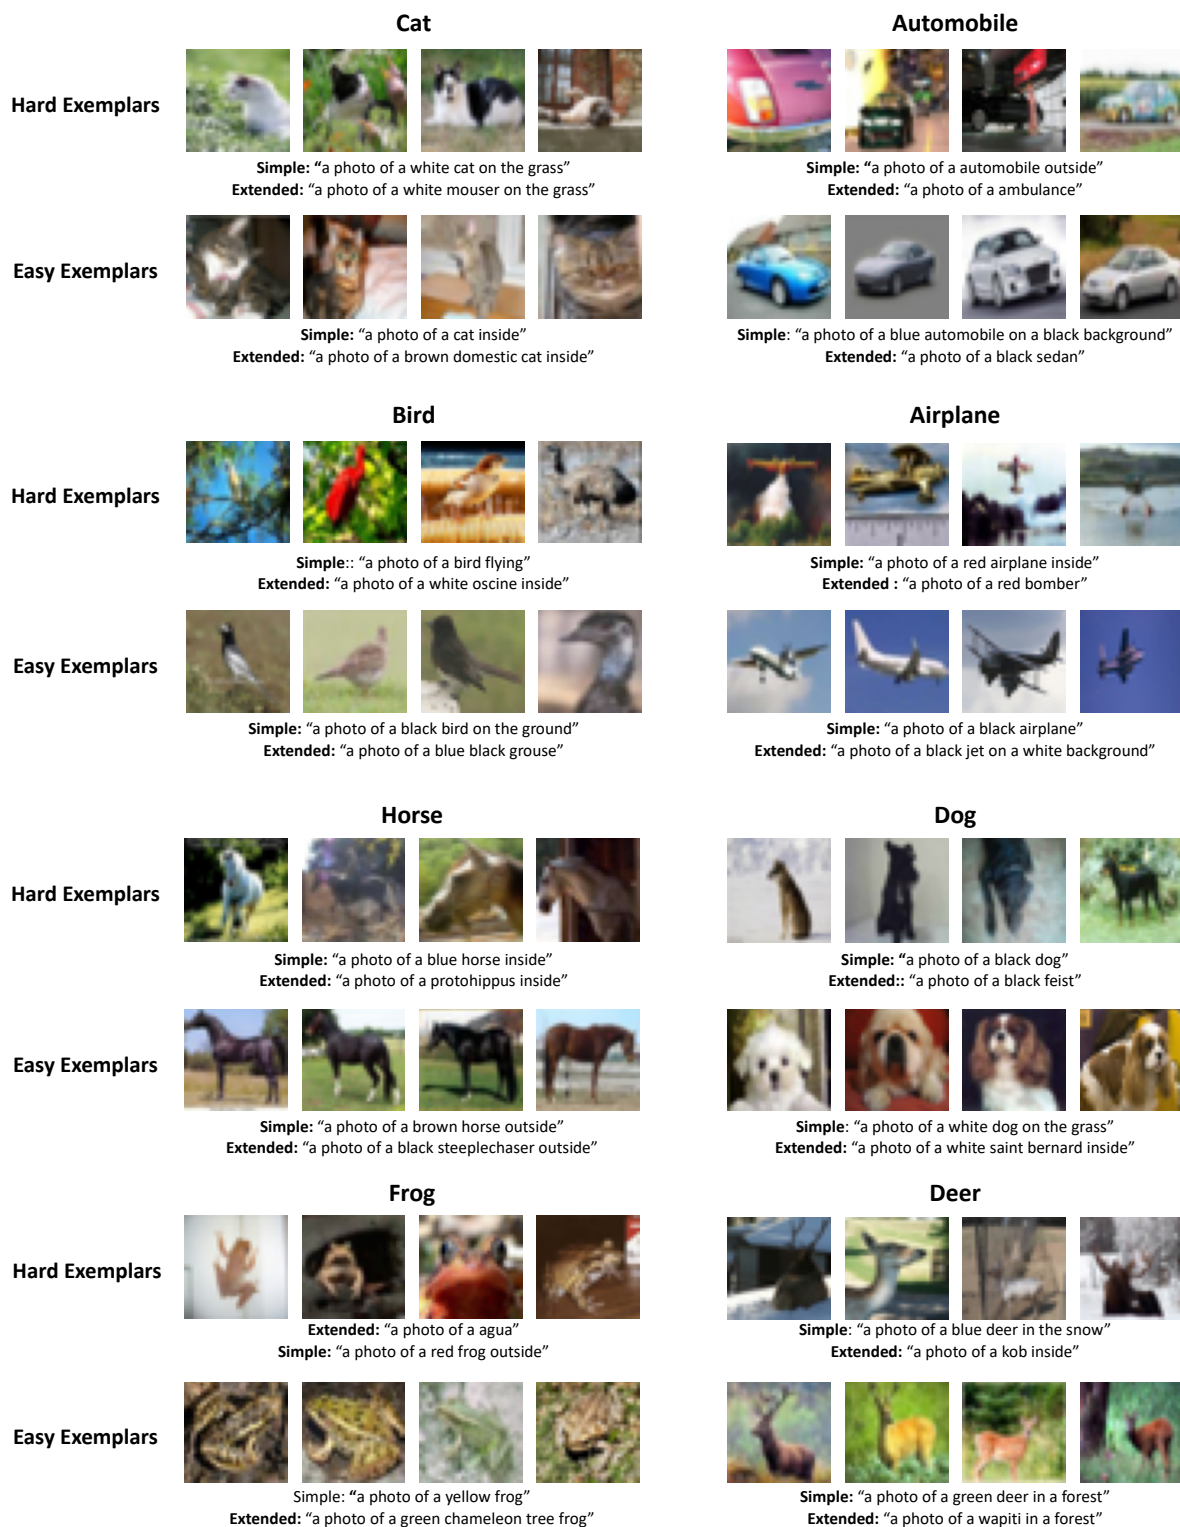 Cat
Automobile
Hard Exemplars
Simple: “a photo of a white cat on the grass”
Extended: “a photo of a white mouser on the grass”
Simple: “a photo of a automobile outside”
Extended: “a photo of a ambulance”
Easy Exemplars
Simple: “a photo of a cat inside”
Extended: “a photo of a brown domestic cat inside”
Simple: “a photo of a blue automobile on a black background”
Extended: “a photo of a black sedan”
Bird
Airplane
Hard Exemplars
Simple:: “a photo of a bird flying”
Extended: “a photo of a white oscine inside”
Simple: “a photo of a red airplane inside”
Extended : “a photo of a red bomber”
Easy Exemplars
Simple: “a photo of a black bird on the ground”
Extended: “a photo of a blue black grouse”
Simple: “a photo of a black airplane”
Extended: “a photo of a black jet on a white background”
Horse
Dog
Hard Exemplars
Simple: “a photo of a blue horse inside”
Extended: “a photo of a protohippus inside”
Simple: “a photo of a black dog”
Extended:: “a photo of a black feist”
Easy Exemplars
Simple: “a photo of a brown horse outside”
Extended: “a photo of a black steeplechaser outside”
Simple: “a photo of a white dog on the grass”
Extended: “a photo of a white saint bernard inside”
Frog
Deer
Hard Exemplars
Extended: “a photo of a agua”
Simple: “a photo of a red frog outside”
Simple: “a photo of a blue deer in the snow”
Extended: “a photo of a kob inside”
Easy Exemplars
Simple: “a photo of a yellow frog”
Extended: “a photo of a green chameleon tree frog”
Simple: “a photo of a green deer in a forest”
Extended: “a photo of a wapiti in a forest”